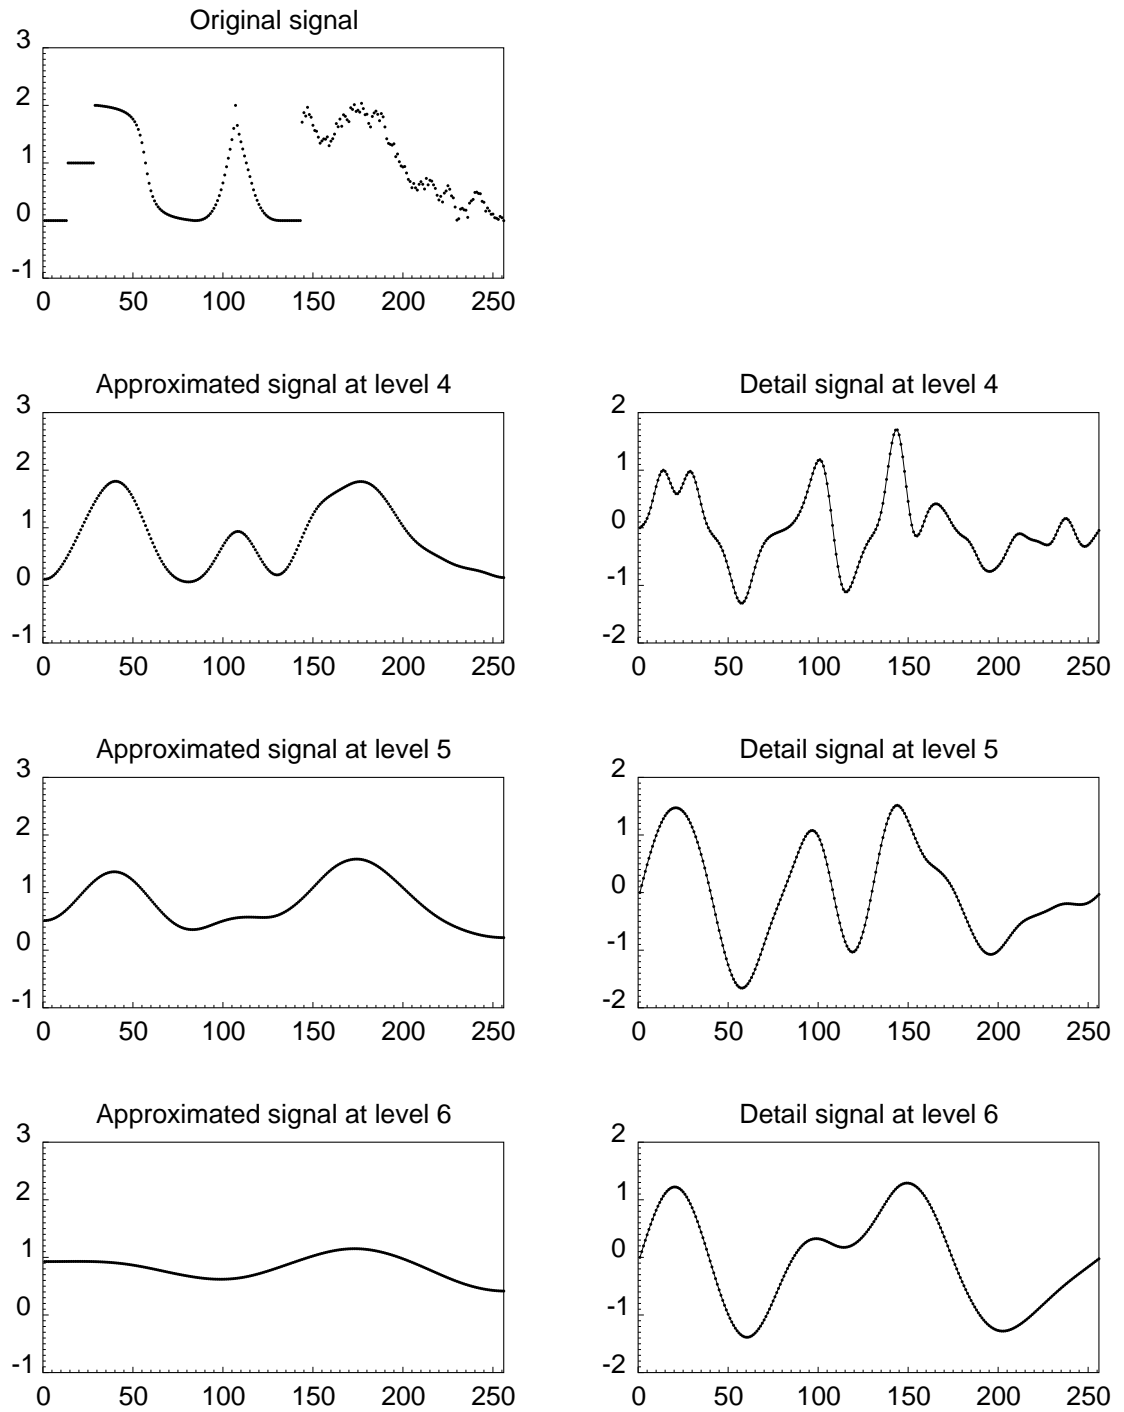 Original signal
3
2
1
0
-1
0 50 100 150 200 250
Approximated signal at level 4
3
2
1
0
-1
0 50 100 150 200 250
Detail signal at level 4
2
1
0
-1
-2
0 50 100 150 200 250
Approximated signal at level 5
3
2
1
0
-1
0 50 100 150 200 250
Detail signal at level 5
2
1
0
-1
-2
0 50 100 150 200 250
Approximated signal at level 6
3
2
1
0
-1
0 50 100 150 200 250
Detail signal at level 6
2
1
0
-1
-2
0 50 100 150 200 250